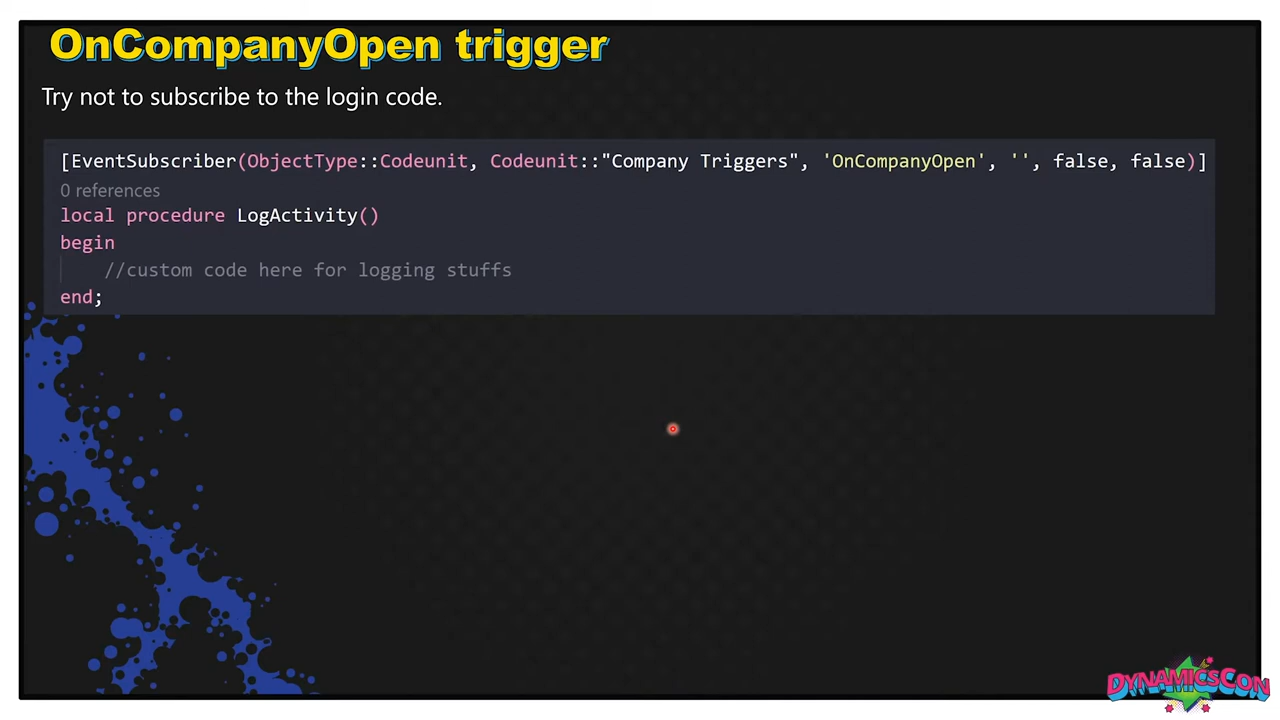 OnCompanyOpen trigger
Try not to subscribe to the login code.
[EventSubscriber(ObjectType::Codeunit, Codeunit::"Company Triggers", 'OnCompanyOpen', '', false, false)]
0 references
local procedure LogActivity()
begin
//custom code here for logging stuffs
end;
DYNAMICSCON